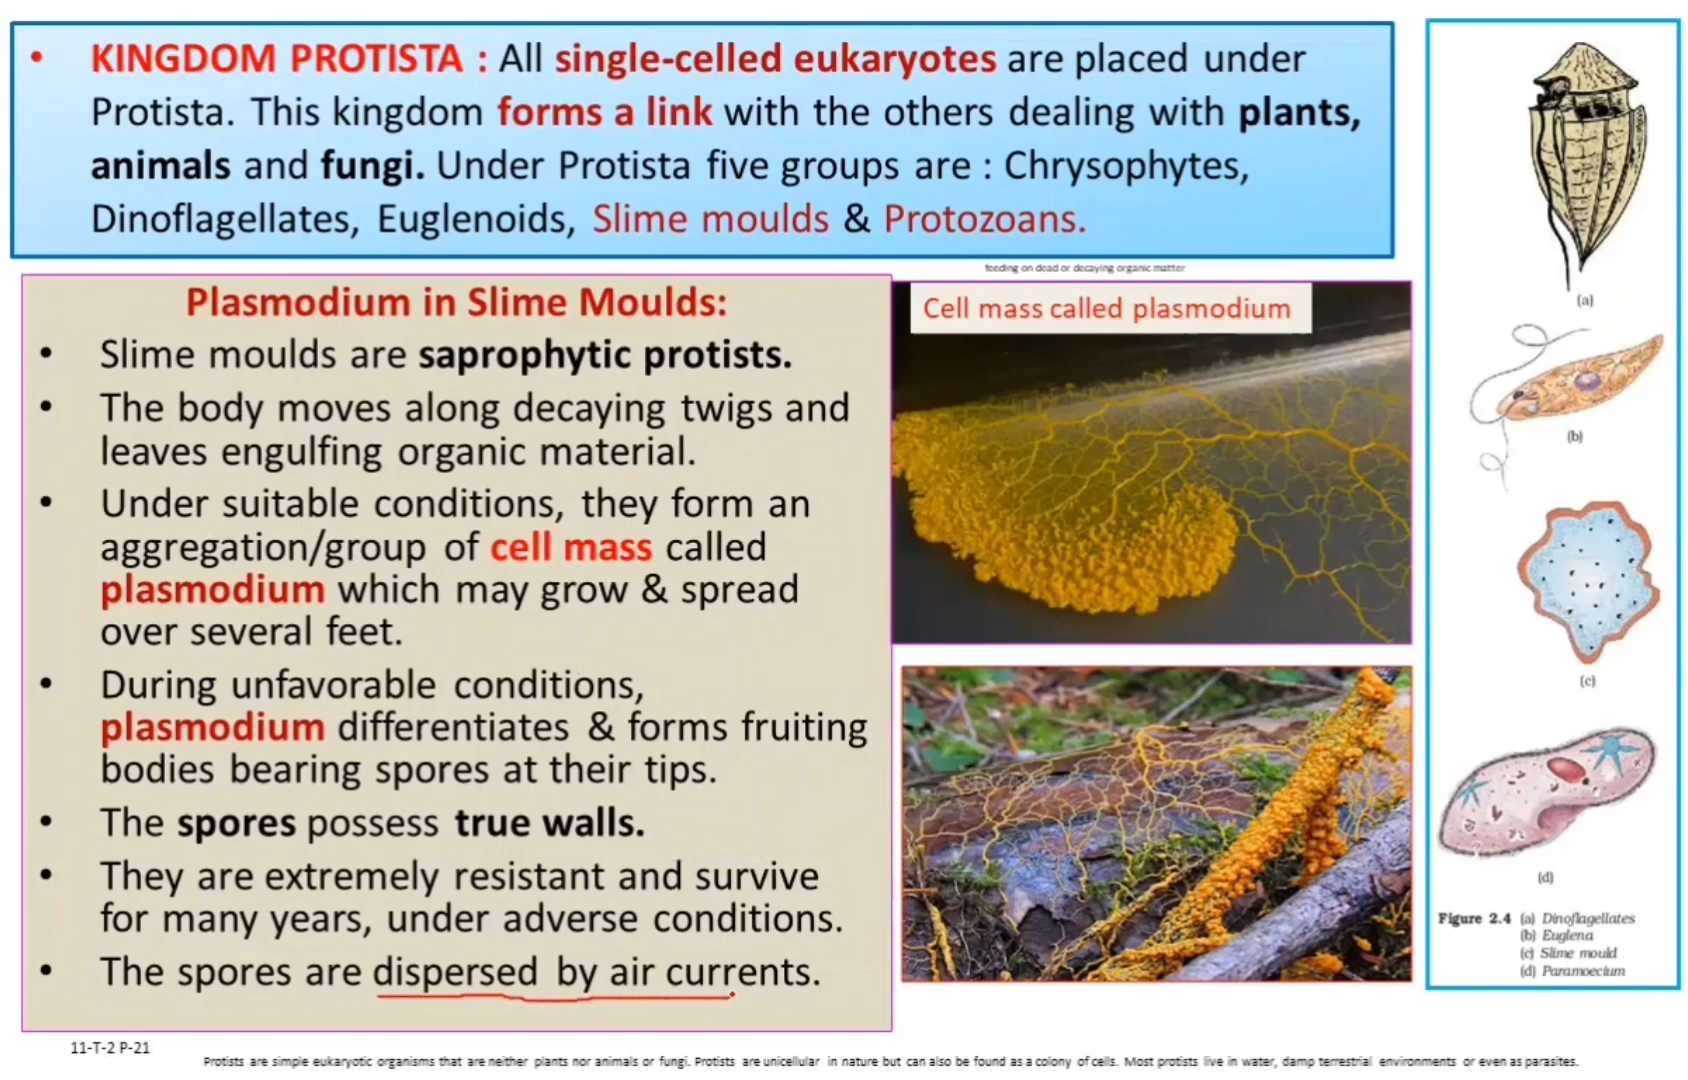 • KINGDOM PROTISTA : All single-celled eukaryotes are placed under
Protista. This kingdom forms a link with the others dealing with plants,
animals and fungi. Under Protista five groups are : Chrysophytes,
Dinoflagellates, Euglenoids, Slime moulds & Protozoans.
feeding on dead or decaying organic matter
Plasmodium in Slime Moulds:
• Slime moulds are saprophytic protists.
• The body moves along decaying twigs and
leaves engulfing organic material.
• Under suitable conditions, they form an
aggregation/group of cell mass called
plasmodium which may grow & spread
over several feet.
• During unfavorable conditions,
plasmodium differentiates & forms fruiting
bodies bearing spores at their tips.
• The spores possess true walls.
• They are extremely resistant and survive
for many years, under adverse conditions.
• The spores are dispersed by air currents.
Cell mass called plasmodium
(a)
(b)
(c)
(d)
Figure 2.4 (a) Dinoflagellates
(b) Euglena
(c) Slime mould
(d) Paramoecium
11-T-2 P-21
Protists are simple eukaryotic organisms that are neither plants nor animals or fungi. Protists are unicellular in nature but can also be found as a colony of cells. Most protists live in water, damp terrestrial environments or even as parasites.